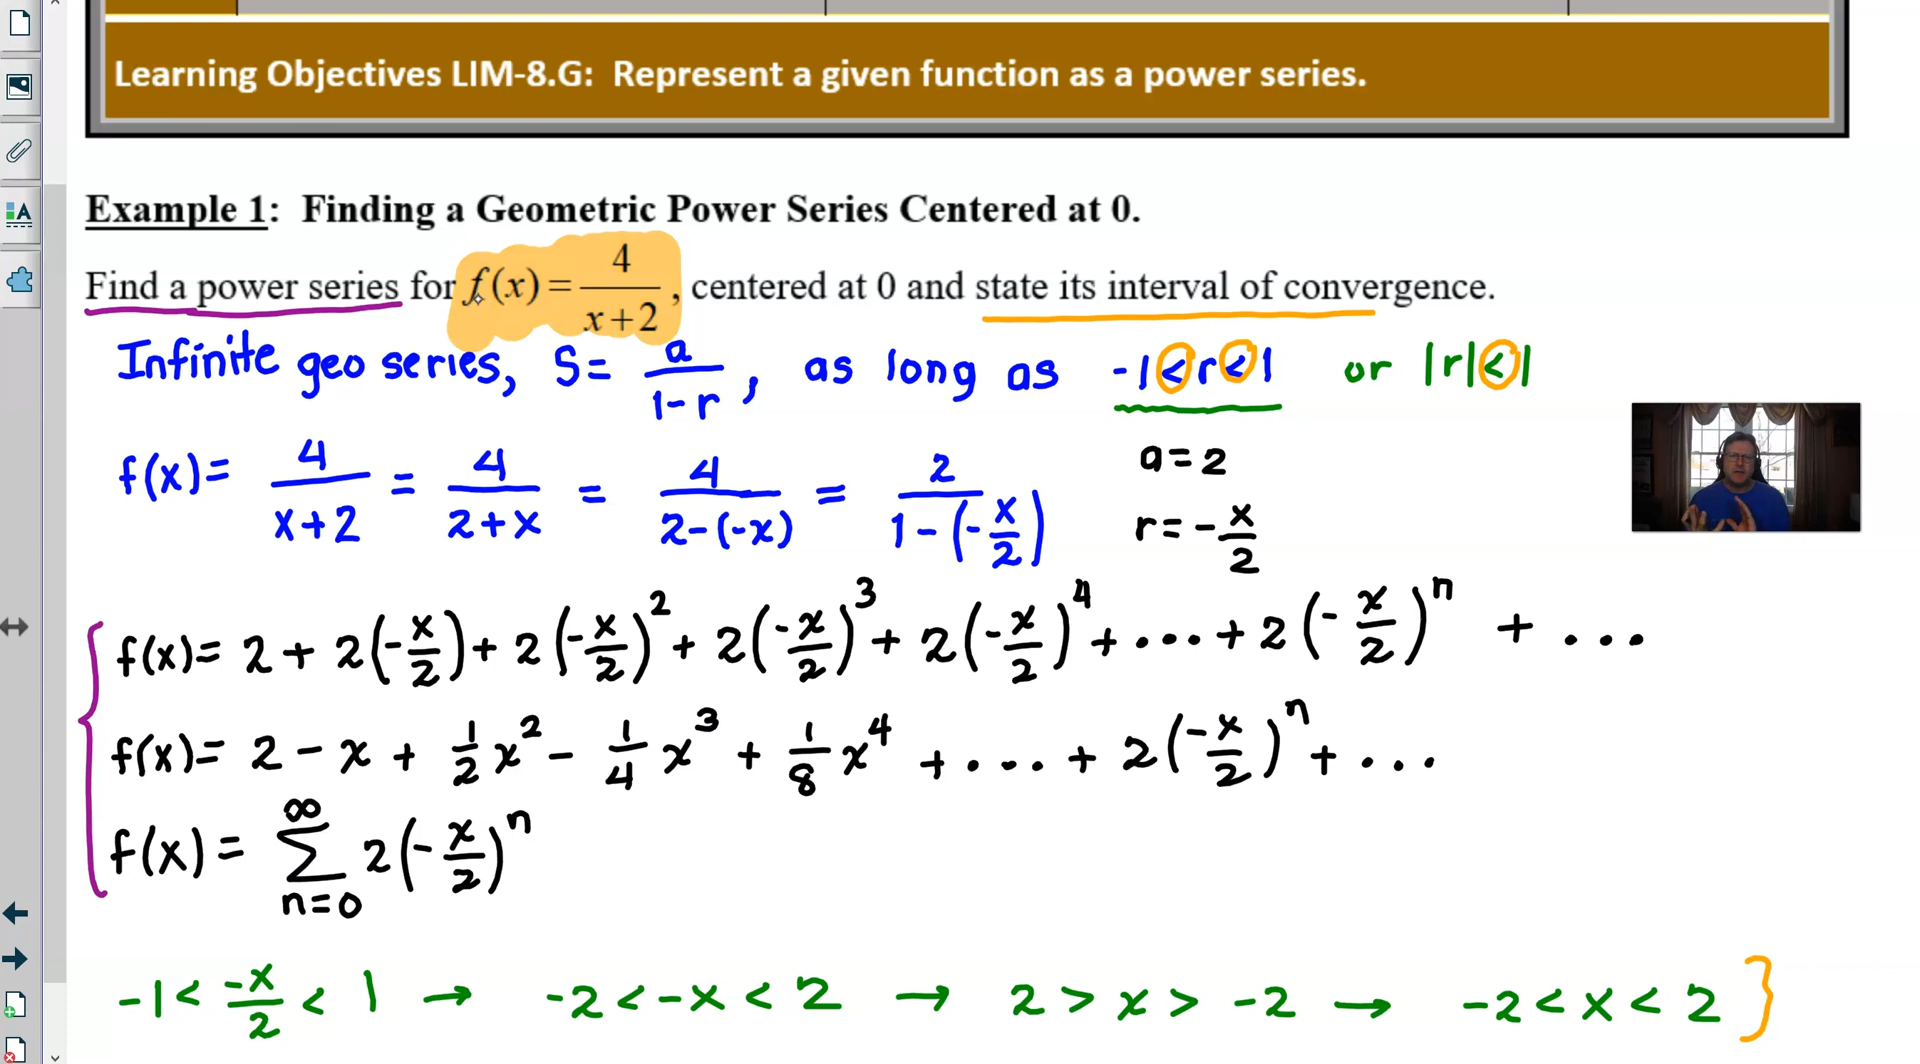 Learning Objectives LIM-8.G: Represent a given function as a power series.
Example 1: Finding a Geometric Power Series Centered at 0.
Find a power series for f(x) = 4/(x+2), centered at 0 and state its interval of convergence.
Infinite geo series, S = a/(1-r), as long as -1<r<1 or |r|<1
f(x) = 4/(x+2) = 4/(2+x) = 4/(2-(-x)) = 2/(1-(-x/2))
a = 2
r = -x/2
f(x) = 2 + 2(-x/2) + 2(-x/2)^2 + 2(-x/2)^3 + 2(-x/2)^4 + ... + 2(-x/2)^n + ...
f(x) = 2 - x + 1/2 x^2 - 1/4 x^3 + 1/8 x^4 + ... + 2(-x/2)^n + ...
f(x) = ∑_{n=0}^{∞} 2(-x/2)^n
-1 < -x/2 < 1 → -2 < -x < 2 → 2 > x > -2 → -2 < x < 2 }